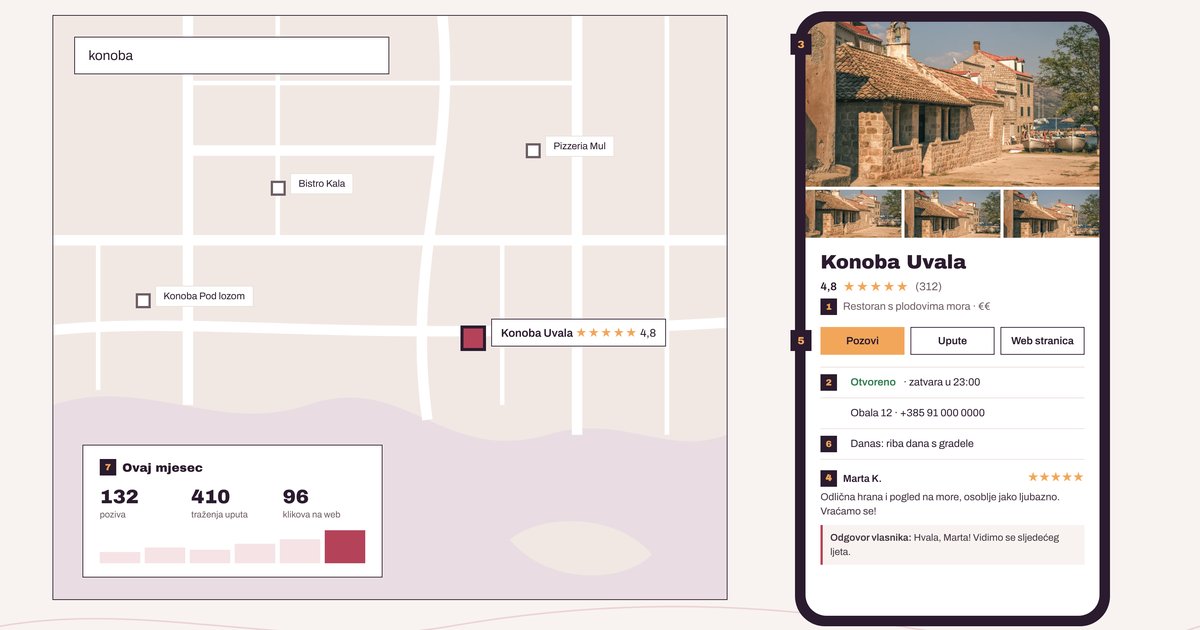 konoba
Pizzeria Mul
Bistro Kala
Konoba Pod lozom
Konoba Uvala ★★★★★ 4,8
7 Ovaj mjesec
132 410 96
poziva traženja uputa klikova na web
3
Konoba Uvala
4,8 ★★★★★ (312)
1 Restoran s plodovima mora · €€
5 Pozovi Upute Web stranica
2 Otvoreno · zatvara u 23:00
Obala 12 · +385 91 000 0000
6 Danas: riba dana s gradele
4 Marta K. ★★★★★
Odlična hrana i pogled na more, osoblje jako ljubazno.
Vraćamo se!
Odgovor vlasnika: Hvala, Marta! Vidimo se sljedećeg
ljeta.